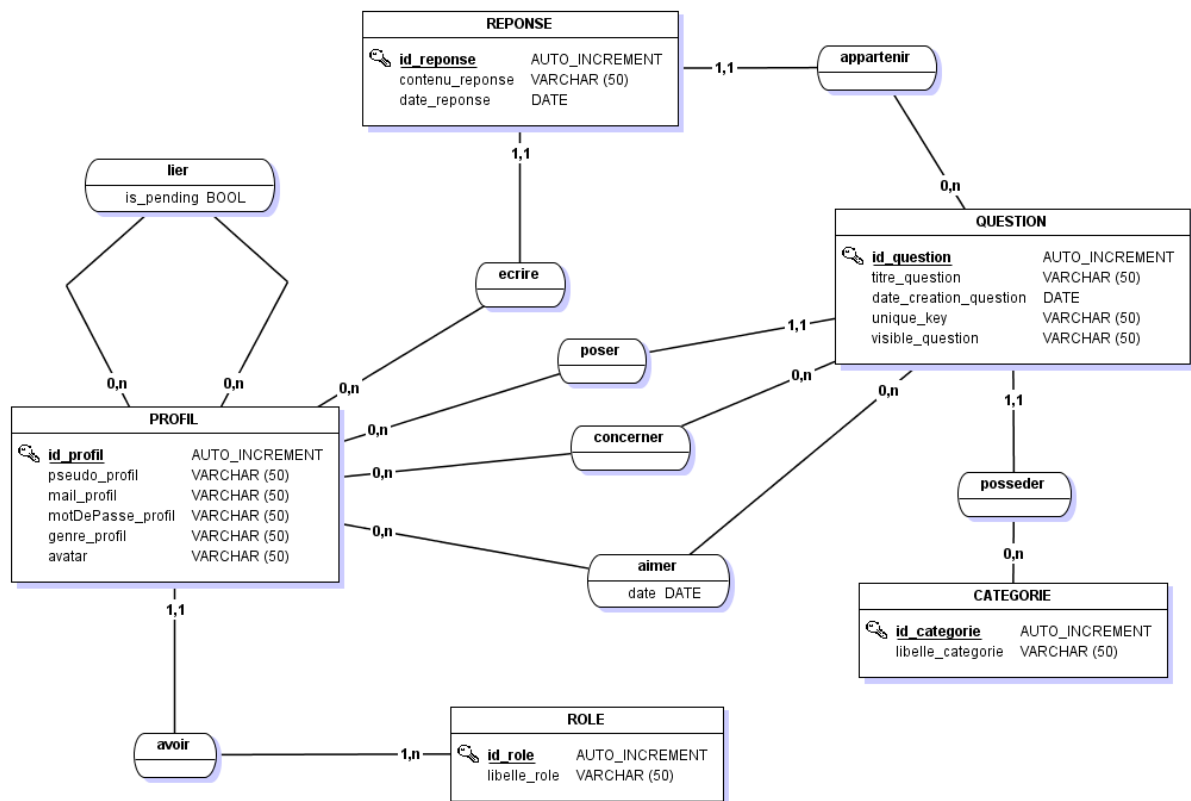 REPONSE
id_reponse AUTO_INCREMENT
contenu_reponse VARCHAR (50)
date_reponse DATE
1,1
appartenir
1,1
0,n
lier
is_pending BOOL
0,n
0,n
ecrire
0,n
QUESTION
id_question AUTO_INCREMENT
titre_question VARCHAR (50)
date_creation_question DATE
unique_key VARCHAR (50)
visible_question VARCHAR (50)
poser
1,1
0,n
concerner
0,n
0,n
aimer
date DATE
0,n
0,n
PROFIL
id_profil AUTO_INCREMENT
pseudo_profil VARCHAR (50)
mail_profil VARCHAR (50)
motDePasse_profil VARCHAR (50)
genre_profil VARCHAR (50)
avatar VARCHAR (50)
1,1
posseder
0,n
CATEGORIE
id_categorie AUTO_INCREMENT
libelle_categorie VARCHAR (50)
1,1
avoir
1,n
ROLE
id_role AUTO_INCREMENT
libelle_role VARCHAR (50)